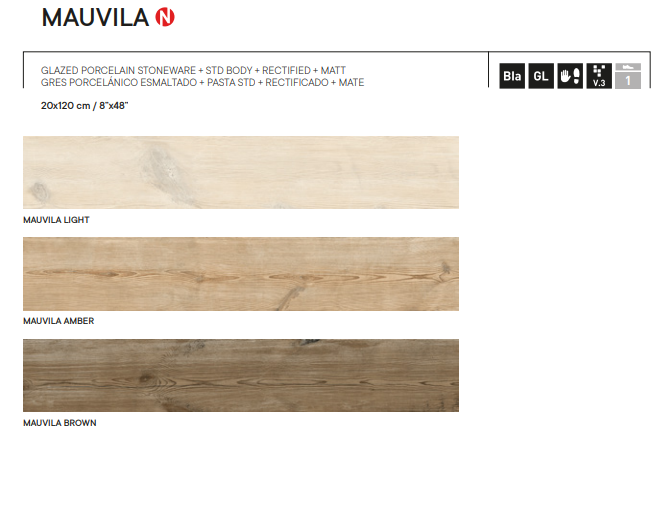 MAUVILA N
GLAZED PORCELAIN STONEWARE + STD BODY + RECTIFIED + MATT
GRES PORCELÁNICO ESMALTADO + PASTA STD + RECTIFICADO + MATE
BIa GL V.3 1
20x120 cm / 8"x48"
MAUVILA LIGHT
MAUVILA AMBER
MAUVILA BROWN